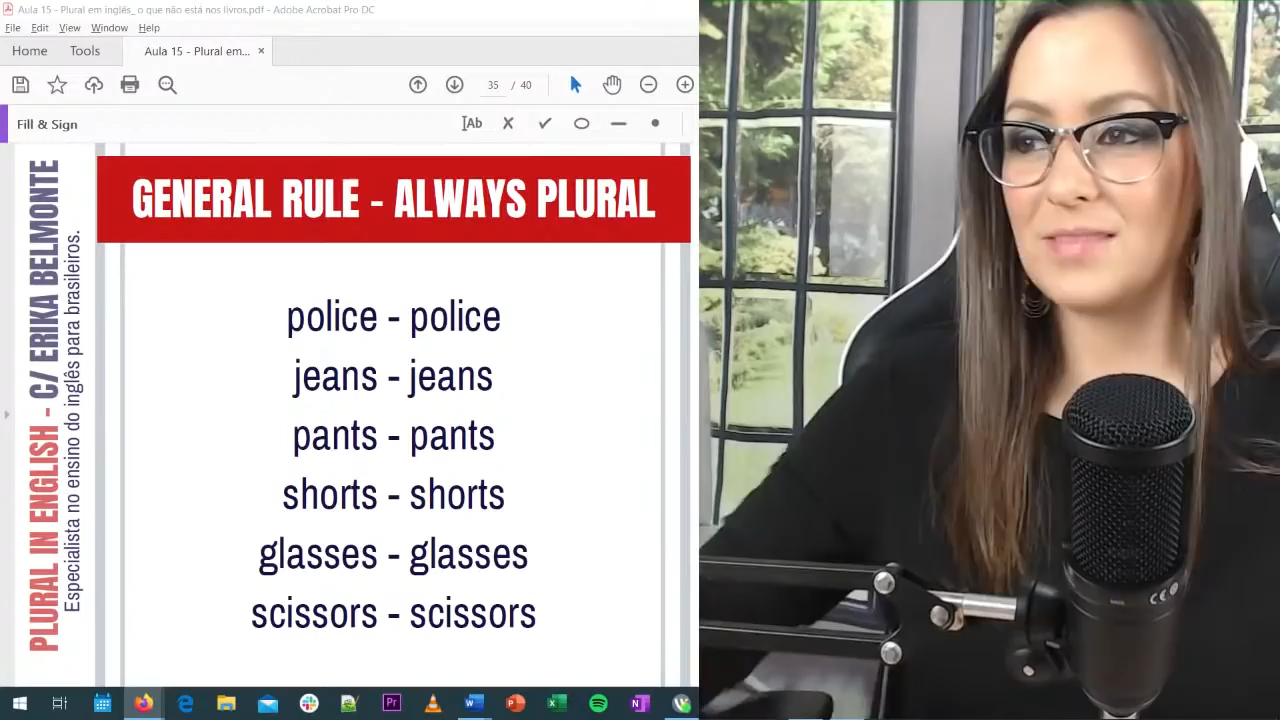 Aula 15 - Plural em inglês_ o que não está nos livros.pdf - Adobe Acrobat Pro DC
File Edit View Window Help
Home Tools Aula 15 - Plural em... ×
35 / 40
Fill & Sign
Ab
PLURAL IN ENGLISH - C/ ERIKA BELMONTE
Especialista no ensino do inglês para brasileiros.
GENERAL RULE - ALWAYS PLURAL
police - police
jeans - jeans
pants - pants
shorts - shorts
glasses - glasses
scissors - scissors